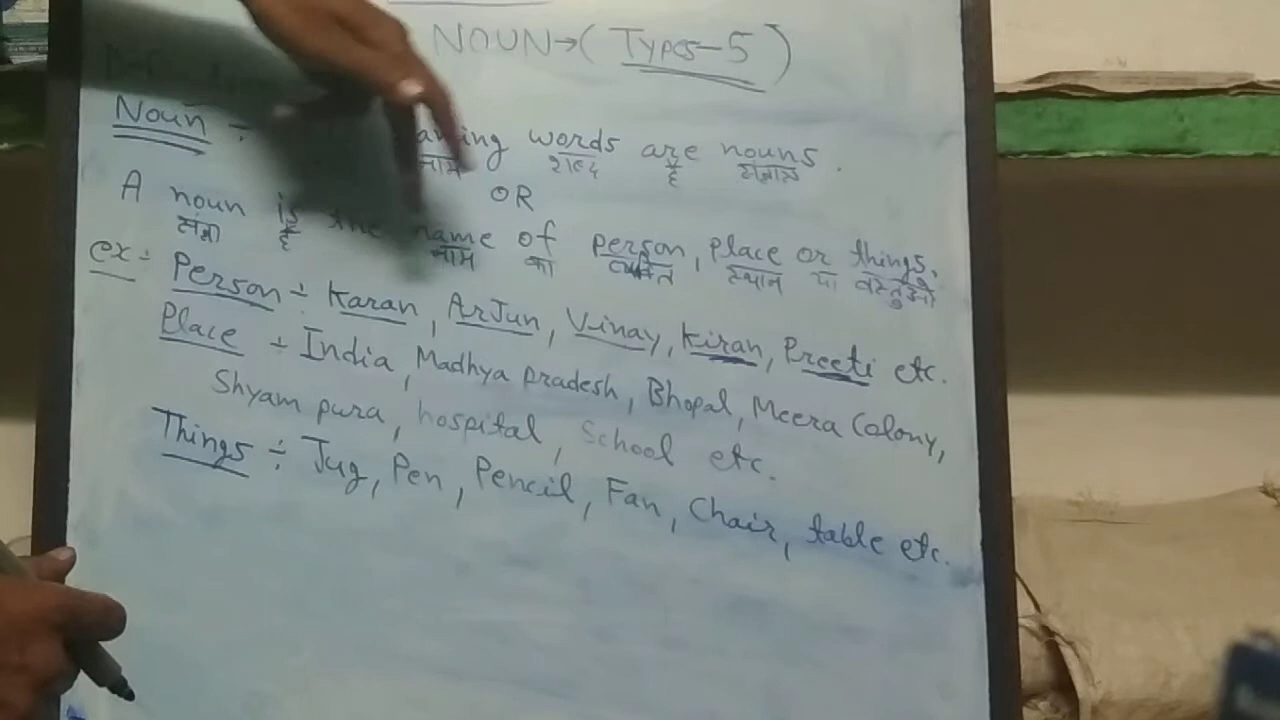 NOUN→( Types-5 )
Noun ÷ naming words are nouns.
नाम शब्द हैं
OR
A noun is the name of person, place or things.
संज्ञा है नाम का व्यक्ति, स्थान या वस्तुओं
ex÷ Person ÷ Karan, Arjun, Vinay, Kiran, Preeti etc.
Place ÷ India, Madhya pradesh, Bhopal, Meera Colony,
Shyam pura, hospital, School etc.
Things ÷ Jug, Pen, Pencil, Fan, Chair, table etc.